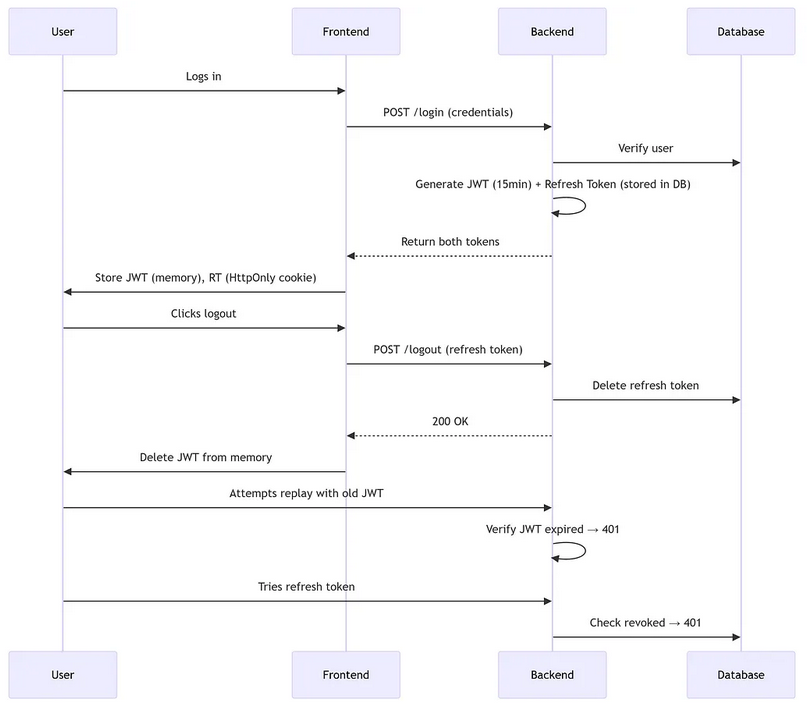 User
Frontend
Backend
Database
Logs in
POST /login (credentials)
Verify user
Generate JWT (15min) + Refresh Token (stored in DB)
Return both tokens
Store JWT (memory), RT (HttpOnly cookie)
Clicks logout
POST /logout (refresh token)
Delete refresh token
200 OK
Delete JWT from memory
Attempts replay with old JWT
Verify JWT expired → 401
Tries refresh token
Check revoked → 401
User
Frontend
Backend
Database